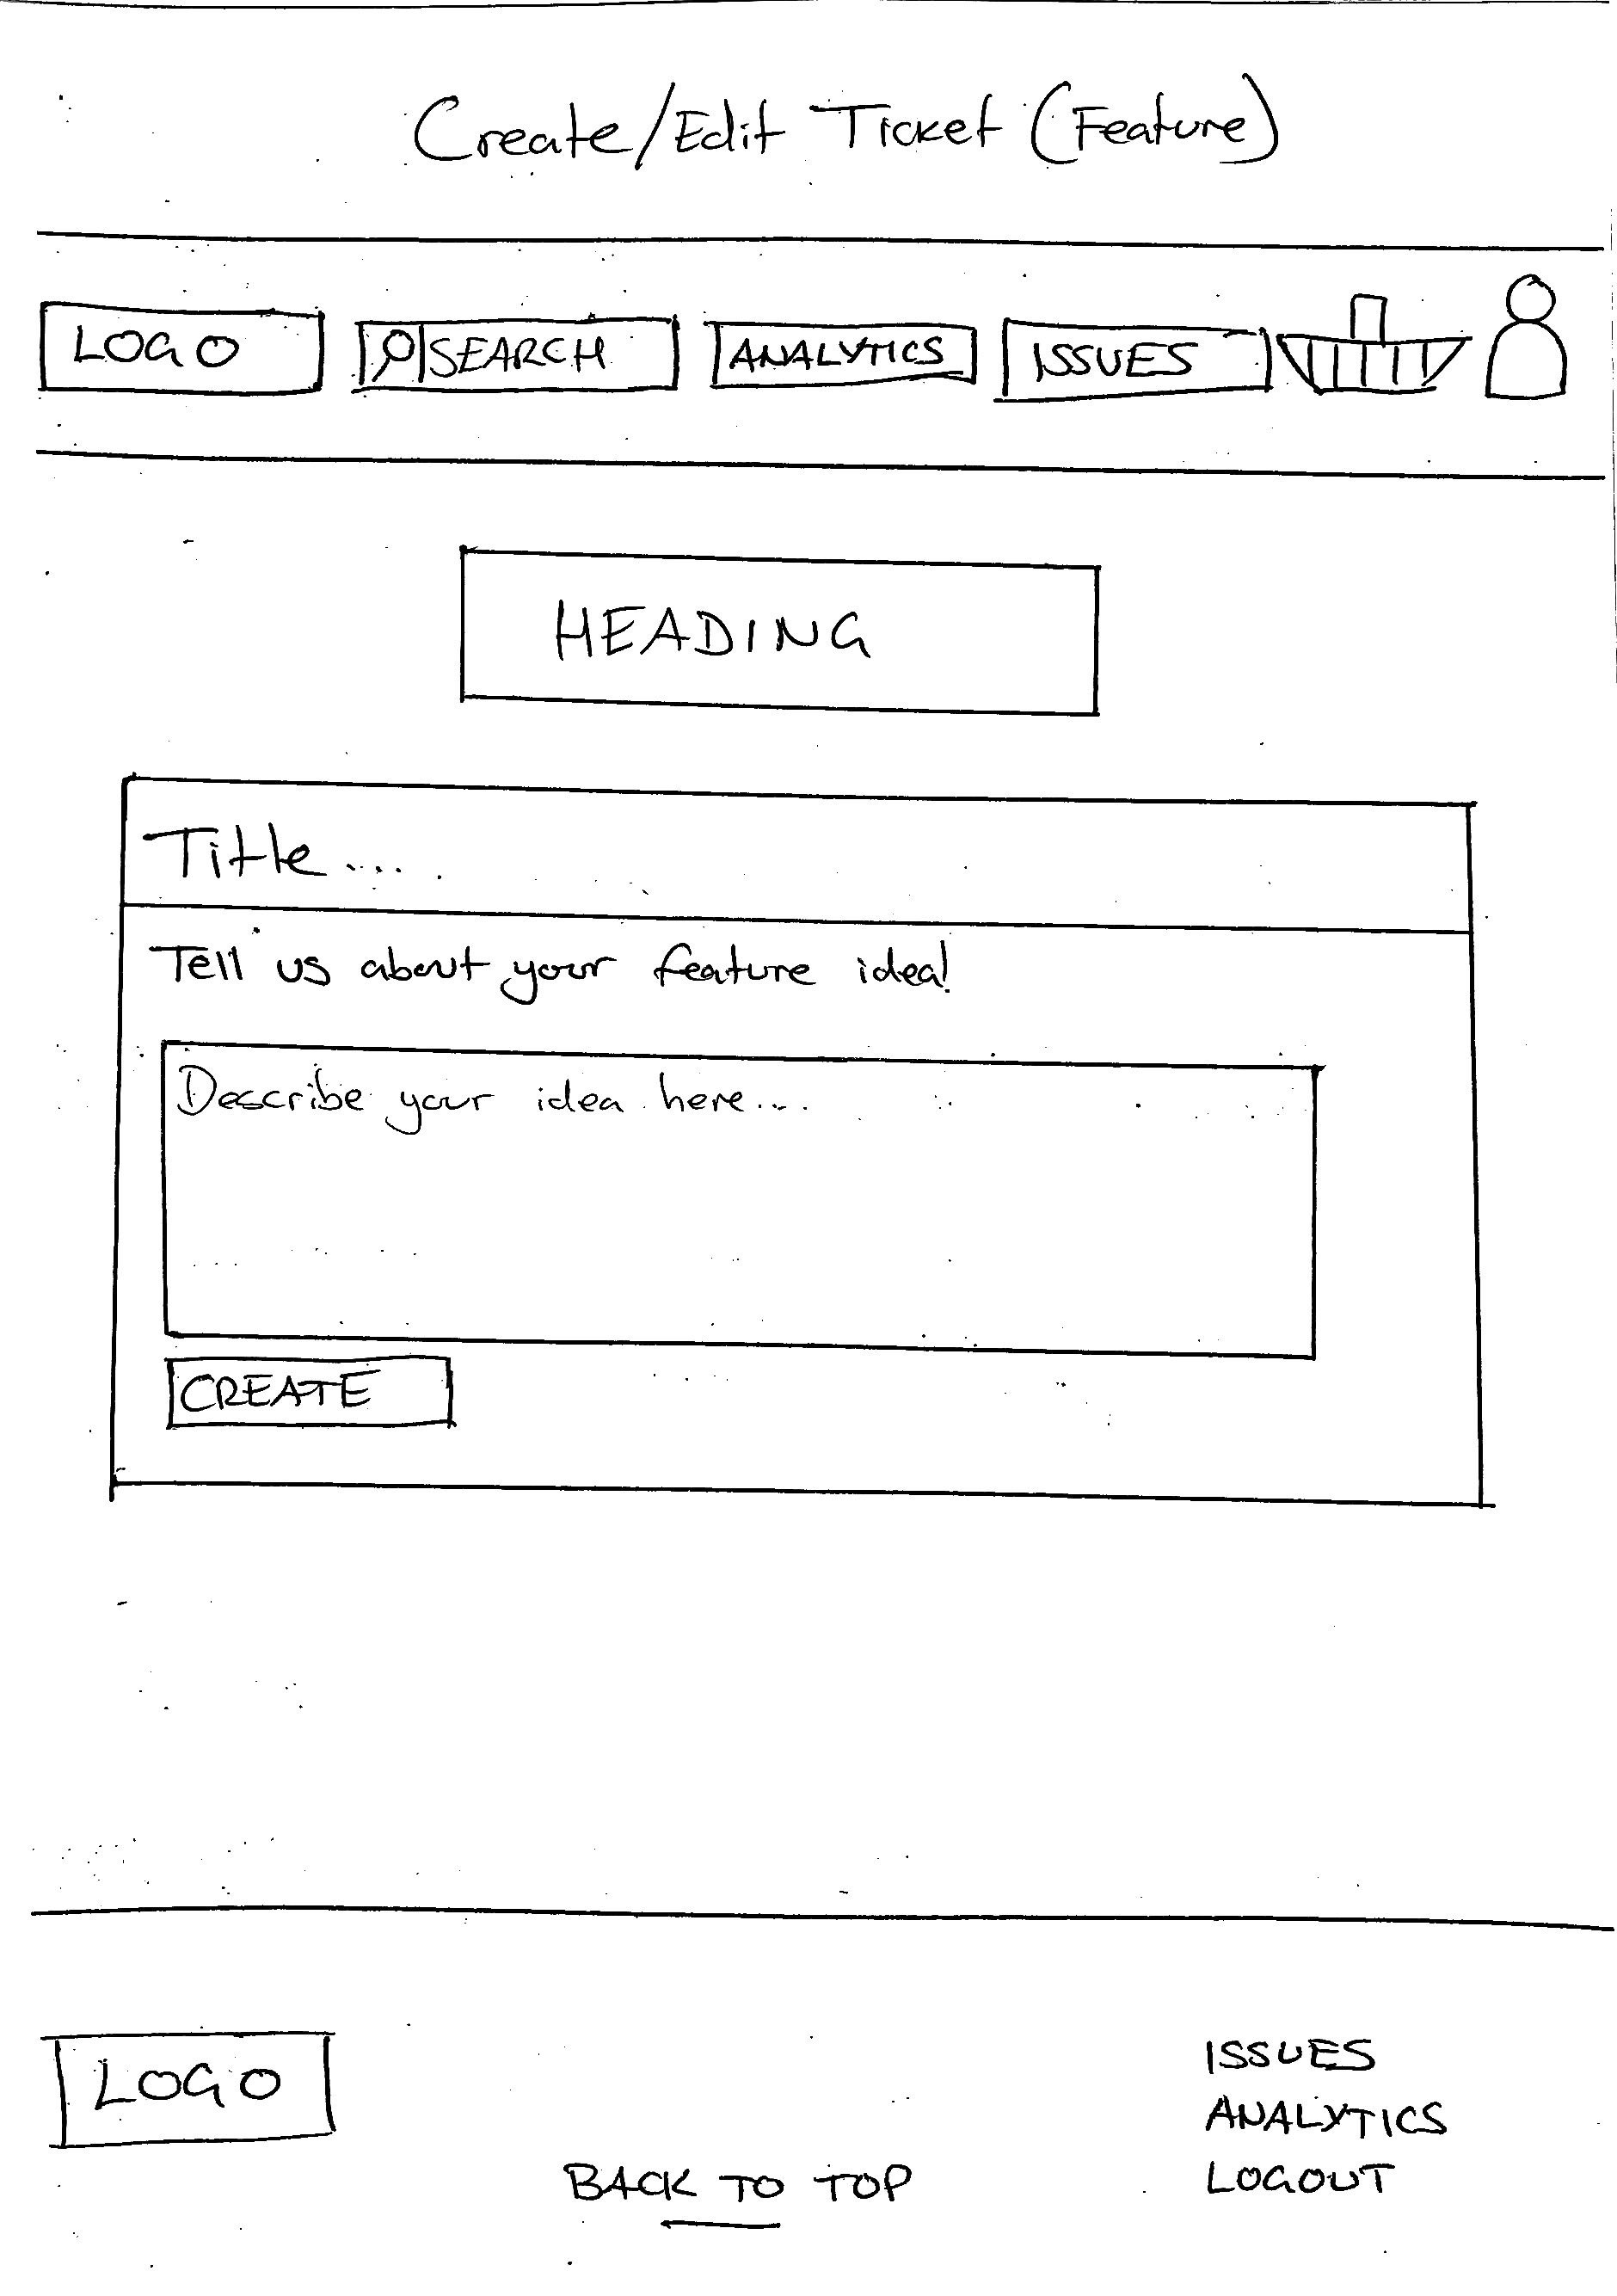 Create/Edit Ticket (Feature)
LOGO SEARCH ANALYTICS ISSUES
HEADING
Title....
Tell us about your feature idea!
Describe your idea here...
CREATE
LOGO
ISSUES
ANALYTICS
LOGOUT
BACK TO TOP